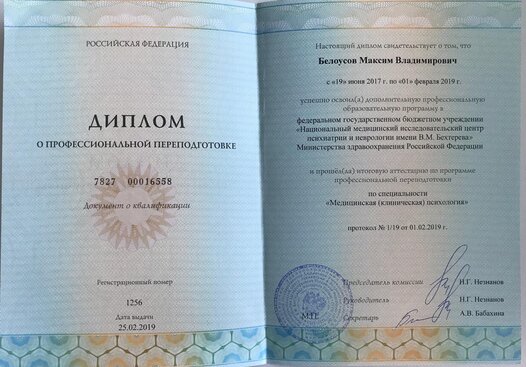 РОССИЙСКАЯ ФЕДЕРАЦИЯ
ДИПЛОМ
О ПРОФЕССИОНАЛЬНОЙ ПЕРЕПОДГОТОВКЕ
7827 00016558
Документ о квалификации
Регистрационный номер
1256
Дата выдачи
25.02.2019
Настоящий диплом свидетельствует о том, что
Белоусов Максим Владимирович
с «19» июня 2017 г. по «01» февраля 2019 г.
успешно освоил(а) дополнительную профессиональную
образовательную программу в
федеральном государственном бюджетном учреждении
«Национальный медицинский исследовательский центр
психиатрии и неврологии имени В.М. Бехтерева»
Министерства здравоохранения Российской Федерации
и прошёл(а) итоговую аттестацию по программе
профессиональной переподготовки
по специальности
«Медицинская (клиническая) психология»
протокол № 1/19 от 01.02.2019 г.
Председатель комиссии Н.Г. Незнанов
Руководитель Н.Г. Незнанов
М.П. Секретарь А.В. Бабахина